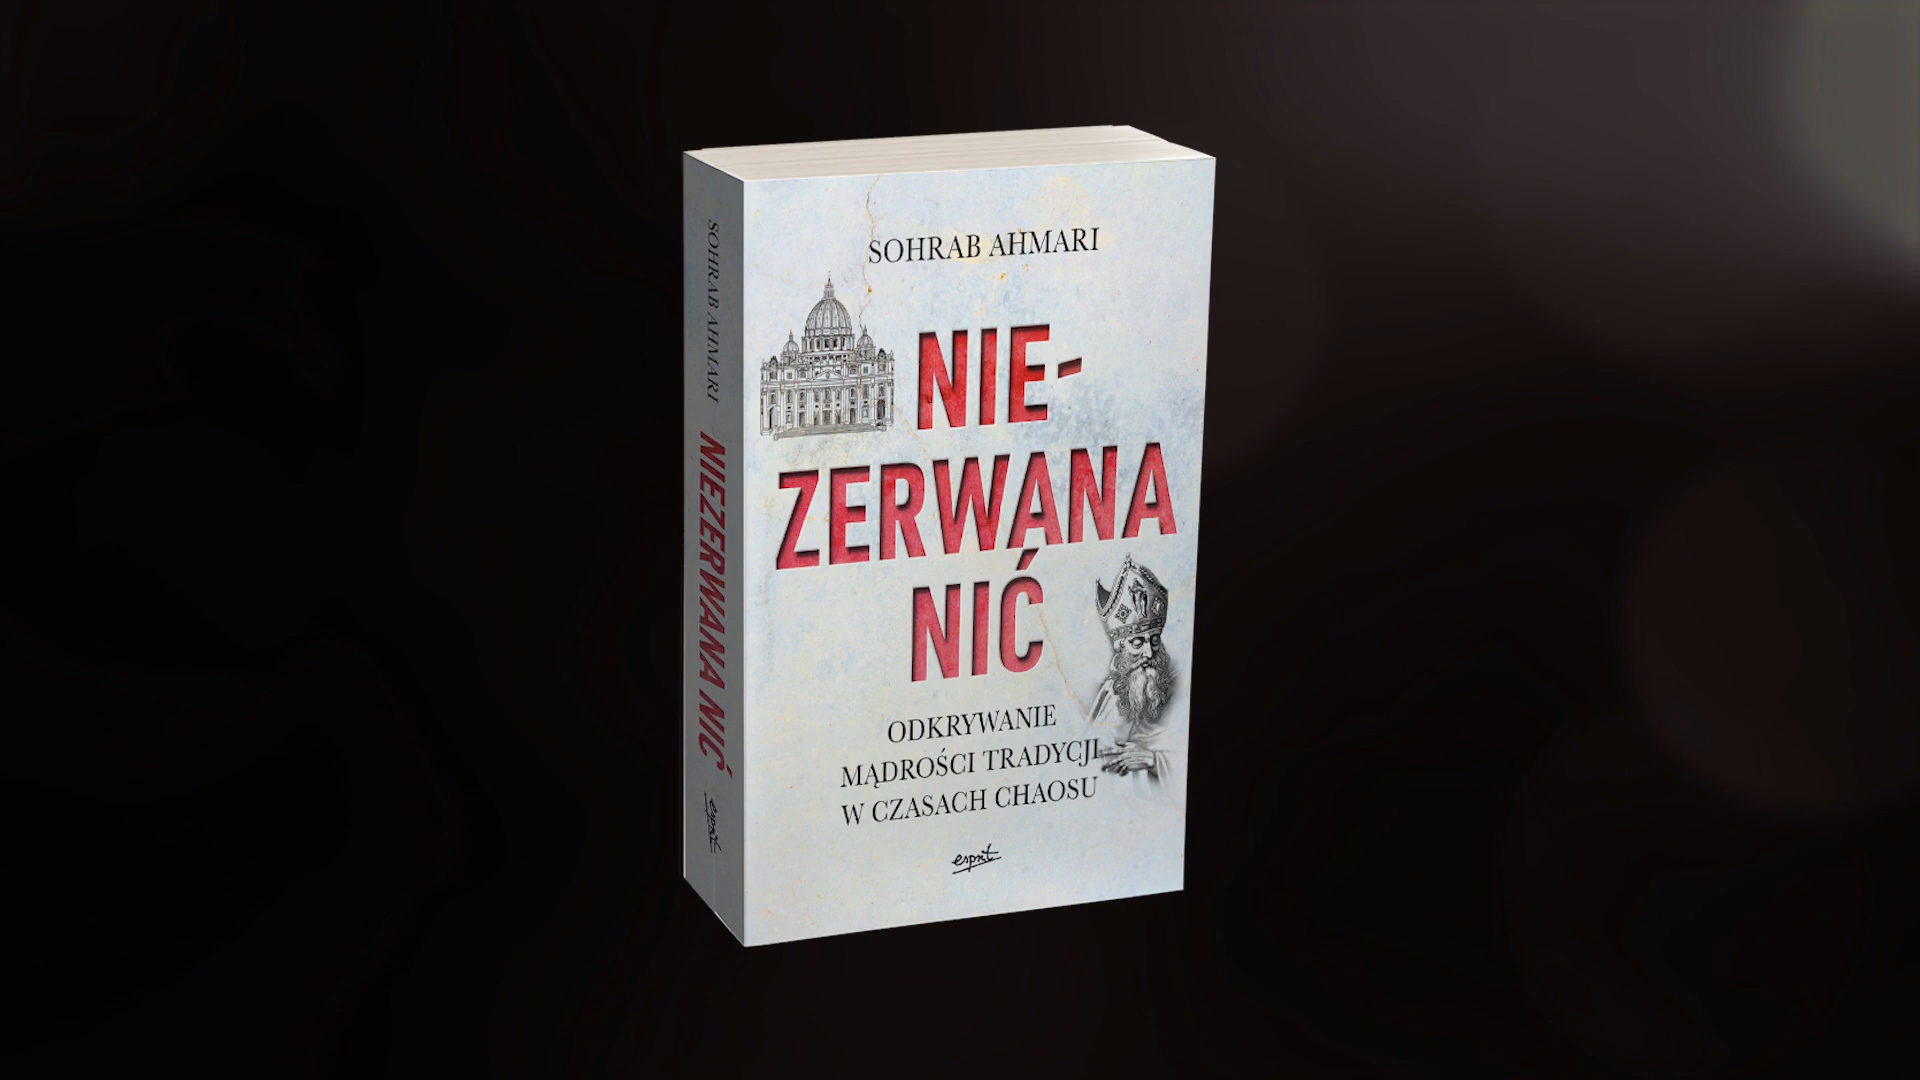 SOHRAB AHMARI
NIE-
ZERWANA
NIĆ
ODKRYWANIE
MĄDROŚCI TRADYCJI
W CZASACH CHAOSU
esprit
SOHRAB AHMARI
NIEZERWANA NIĆ
esprit